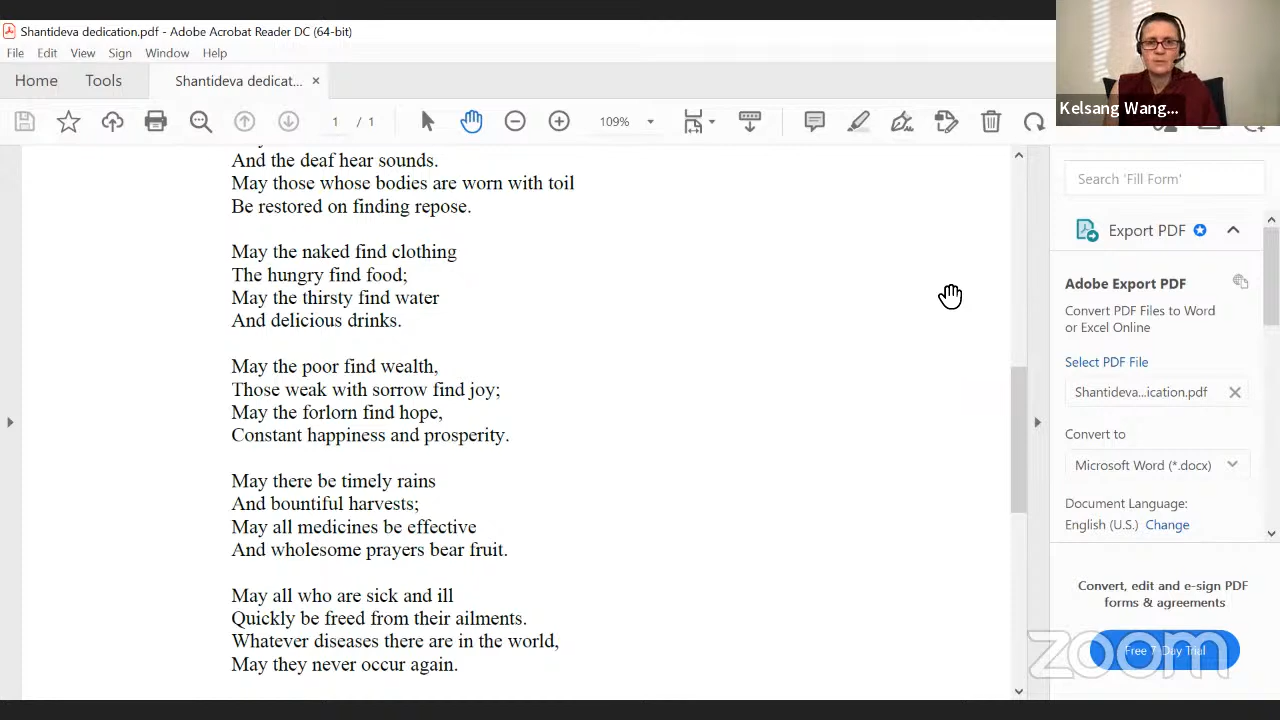 Shantideva dedication.pdf - Adobe Acrobat Reader DC (64-bit)
File Edit View Sign Window Help
Home Tools Shantideva dedicat... ×
1 / 1 109%
Kelsang Wang...
And the deaf hear sounds.
May those whose bodies are worn with toil
Be restored on finding repose.
May the naked find clothing
The hungry find food;
May the thirsty find water
And delicious drinks.
May the poor find wealth,
Those weak with sorrow find joy;
May the forlorn find hope,
Constant happiness and prosperity.
May there be timely rains
And bountiful harvests;
May all medicines be effective
And wholesome prayers bear fruit.
May all who are sick and ill
Quickly be freed from their ailments.
Whatever diseases there are in the world,
May they never occur again.
Search 'Fill Form'
Export PDF
Adobe Export PDF
Convert PDF Files to Word
or Excel Online
Select PDF File
Shantideva...ication.pdf
Convert to
Microsoft Word (*.docx)
Document Language:
English (U.S.) Change
Convert, edit and e-sign PDF
forms & agreements
Free 7-Day Trial
zoom